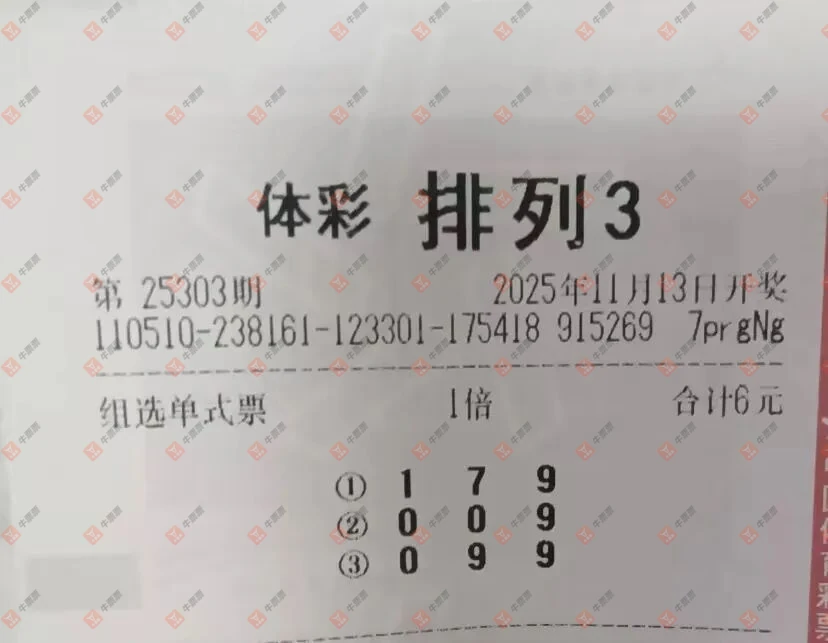 体彩 排列3
第 25303期 2025年11月13日开奖
110510-238161-123301-175418 915269 7prgNg
组选单式票 1倍 合计6元
① 1 7 9
② 0 0 9
③ 0 9 9